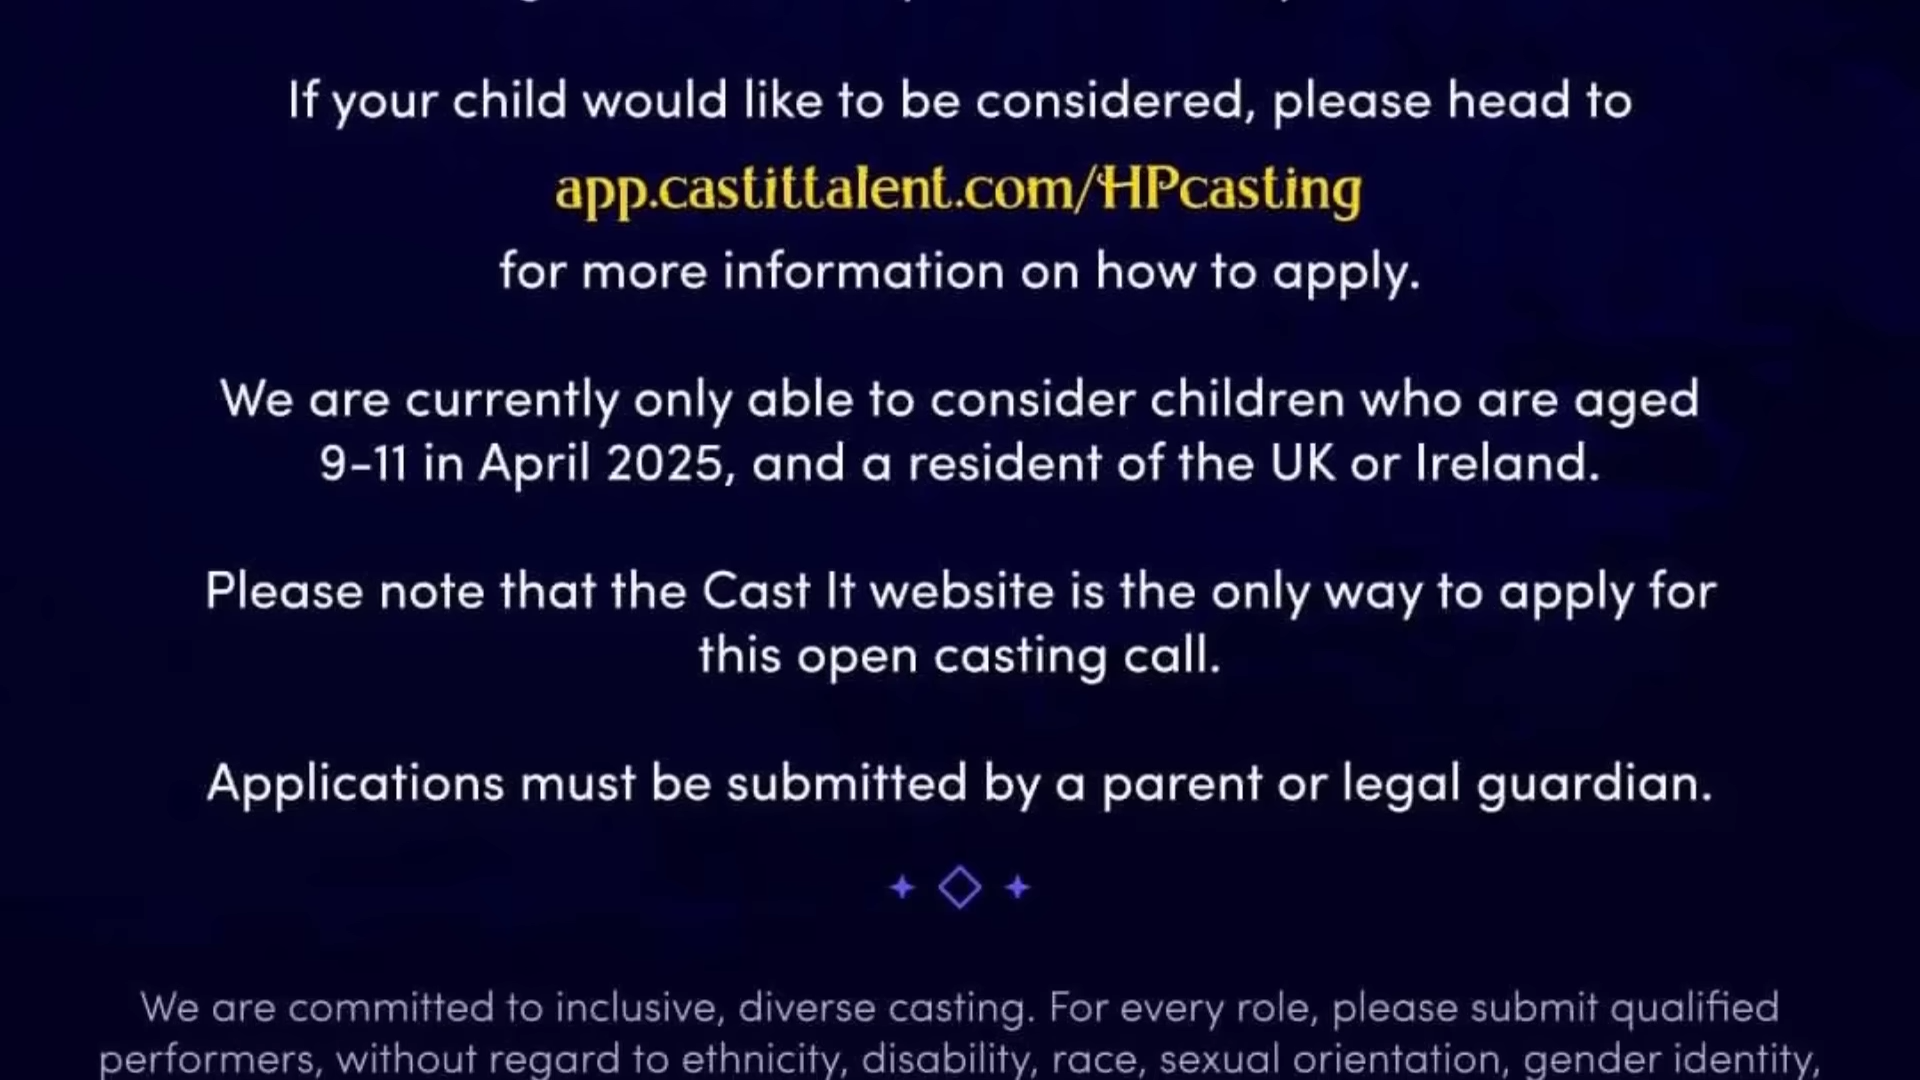 If your child would like to be considered, please head to
app.castittalent.com/HPcasting
for more information on how to apply.
We are currently only able to consider children who are aged
9-11 in April 2025, and a resident of the UK or Ireland.
Please note that the Cast It website is the only way to apply for
this open casting call.
Applications must be submitted by a parent or legal guardian.
We are committed to inclusive, diverse casting. For every role, please submit qualified
performers, without regard to ethnicity, disability, race, sexual orientation, gender identity,